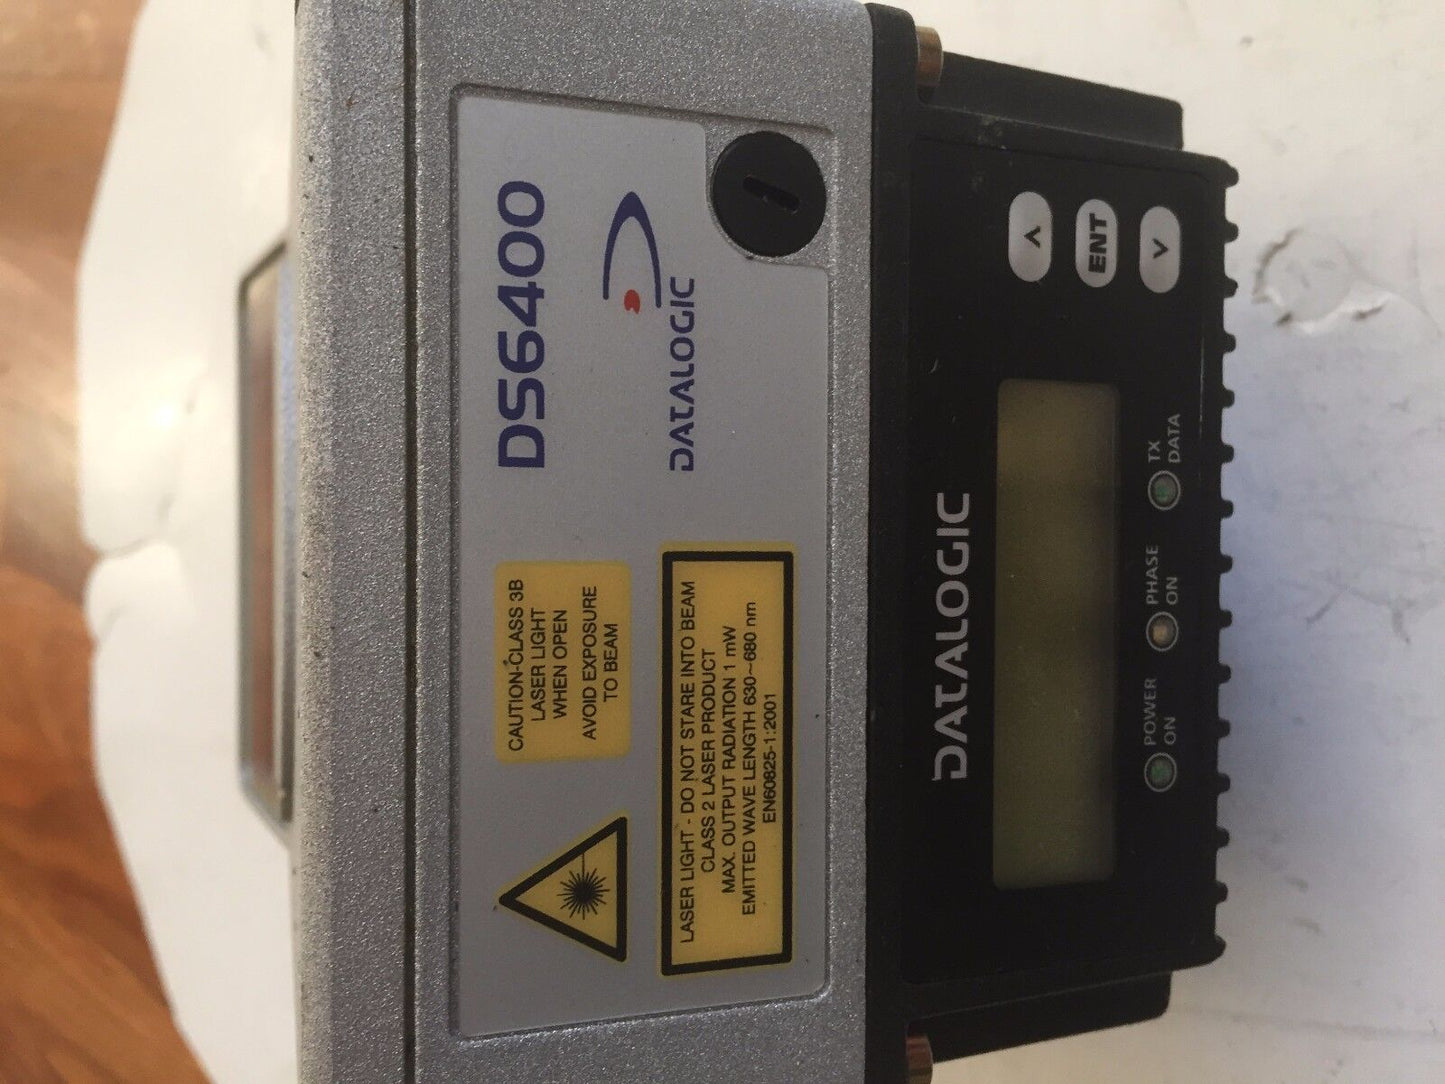 DS6400
DATALOGIC
CAUTION-CLASS 3B
LASER LIGHT
WHEN OPEN
AVOID EXPOSURE
TO BEAM
LASER LIGHT - DO NOT STARE INTO BEAM
CLASS 2 LASER PRODUCT
MAX. OUTPUT RADIATION 1 mW
EMITTED WAVE LENGTH 630~680 nm
EN60825-1:2001
DATALOGIC
ENT
POWER
ON
PHASE
ON
TX
DATA